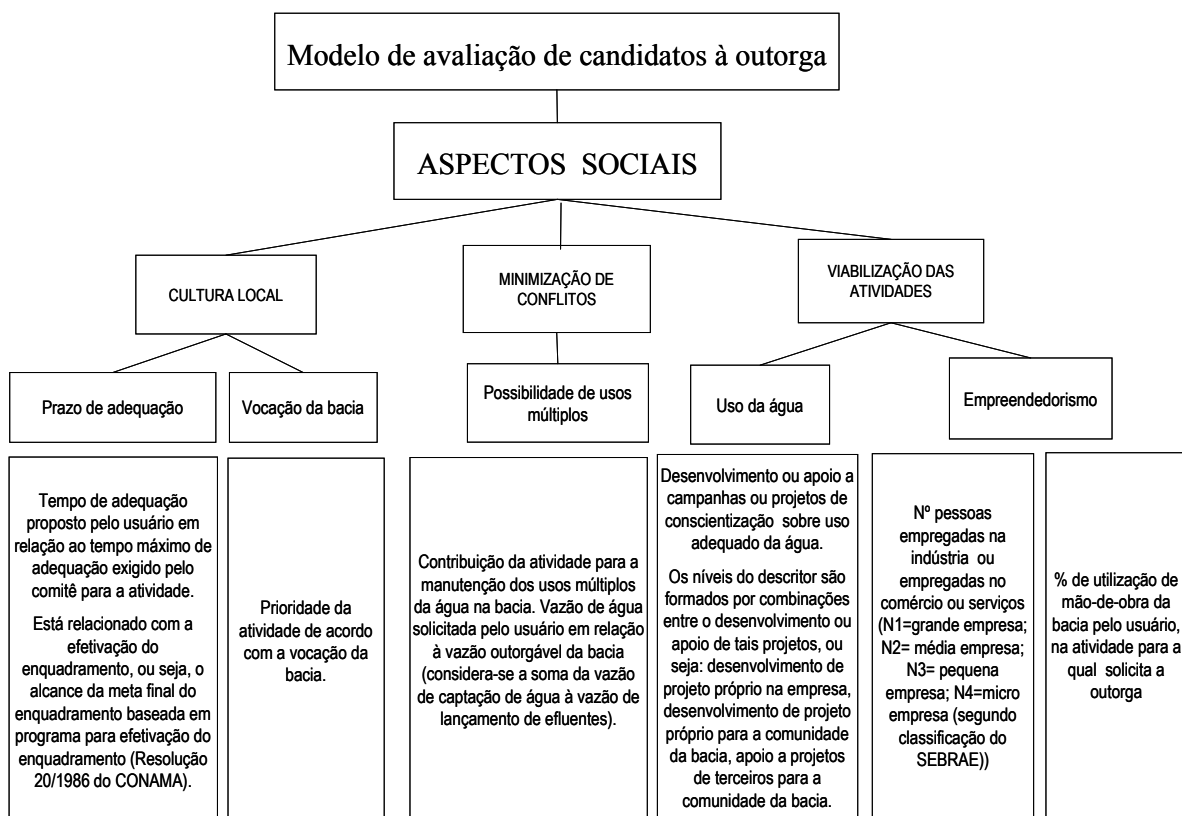 Modelo de avaliação de candidatos à outorga
ASPECTOS SOCIAIS
CULTURA LOCAL
MINIMIZAÇÃO DE
CONFLITOS
VIABILIZAÇÃO DAS
ATIVIDADES
Prazo de adequação
Vocação da bacia
Possibilidade de usos
múltiplos
Uso da água
Empreendedorismo
Tempo de adequação
proposto pelo usuário em
relação ao tempo máximo de
adequação exigido pelo
comitê para a atividade.
Está relacionado com a
efetivação do
enquadramento, ou seja, o
alcance da meta final do
enquadramento baseada em
programa para efetivação do
enquadramento (Resolução
20/1986 do CONAMA).
Prioridade da
atividade de acordo
com a vocação da
bacia.
Contribuição da atividade para a
manutenção dos usos múltiplos
da água na bacia. Vazão de água
solicitada pelo usuário em relação
à vazão outorgável da bacia
(considera-se a soma da vazão
de captação de água à vazão de
lançamento de efluentes).
Desenvolvimento ou apoio a
campanhas ou projetos de
conscientização sobre uso
adequado da água.
Os níveis do descritor são
formados por combinações
entre o desenvolvimento ou
apoio de tais projetos, ou
seja: desenvolvimento de
projeto próprio na empresa,
desenvolvimento de projeto
próprio para a comunidade
da bacia, apoio a projetos
de terceiros para a
comunidade da bacia.
Nº pessoas
empregadas na
indústria ou
empregadas no
comércio ou serviços
(N1=grande empresa;
N2= média empresa;
N3= pequena
empresa; N4=micro
empresa (segundo
classificação do
SEBRAE))
% de utilização de
mão-de-obra da
bacia pelo usuário,
na atividade para a
qual solicita a
outorga